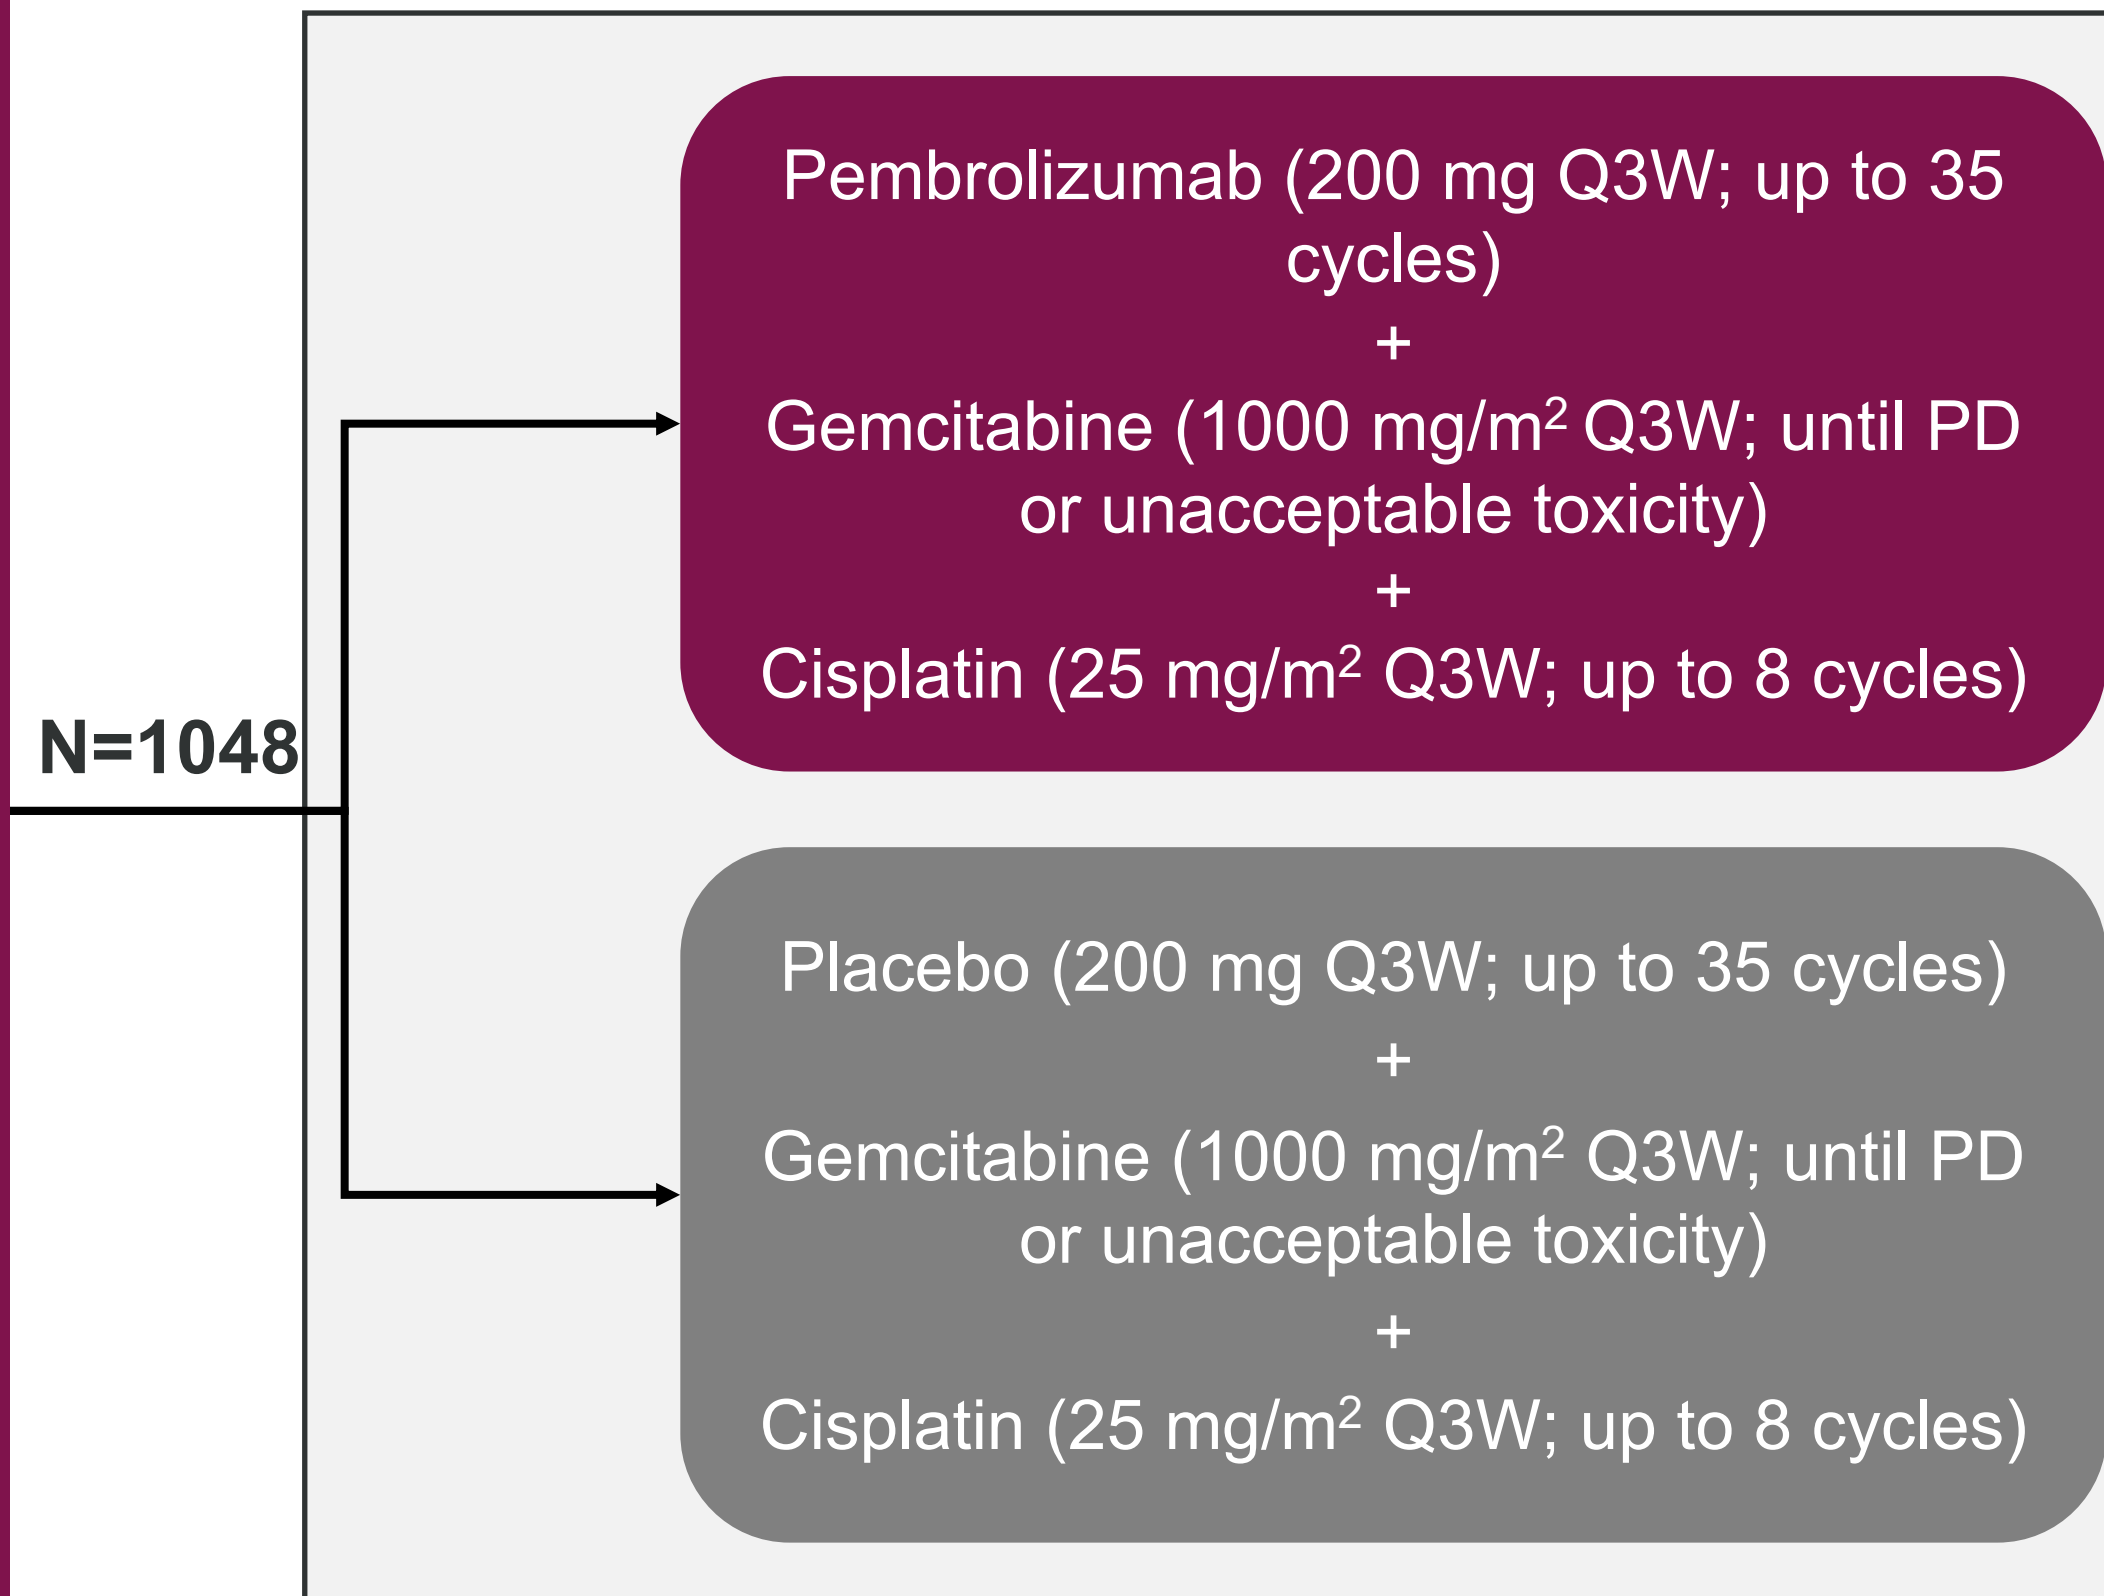 Pembrolizumab (200 mg Q3W; up to 35
cycles)
+
Gemcitabine (1000 mg/m² Q3W; until PD
or unacceptable toxicity)
+
Cisplatin (25 mg/m² Q3W; up to 8 cycles)
N=1048
Placebo (200 mg Q3W; up to 35 cycles)
+
Gemcitabine (1000 mg/m² Q3W; until PD
or unacceptable toxicity)
+
Cisplatin (25 mg/m² Q3W; up to 8 cycles)